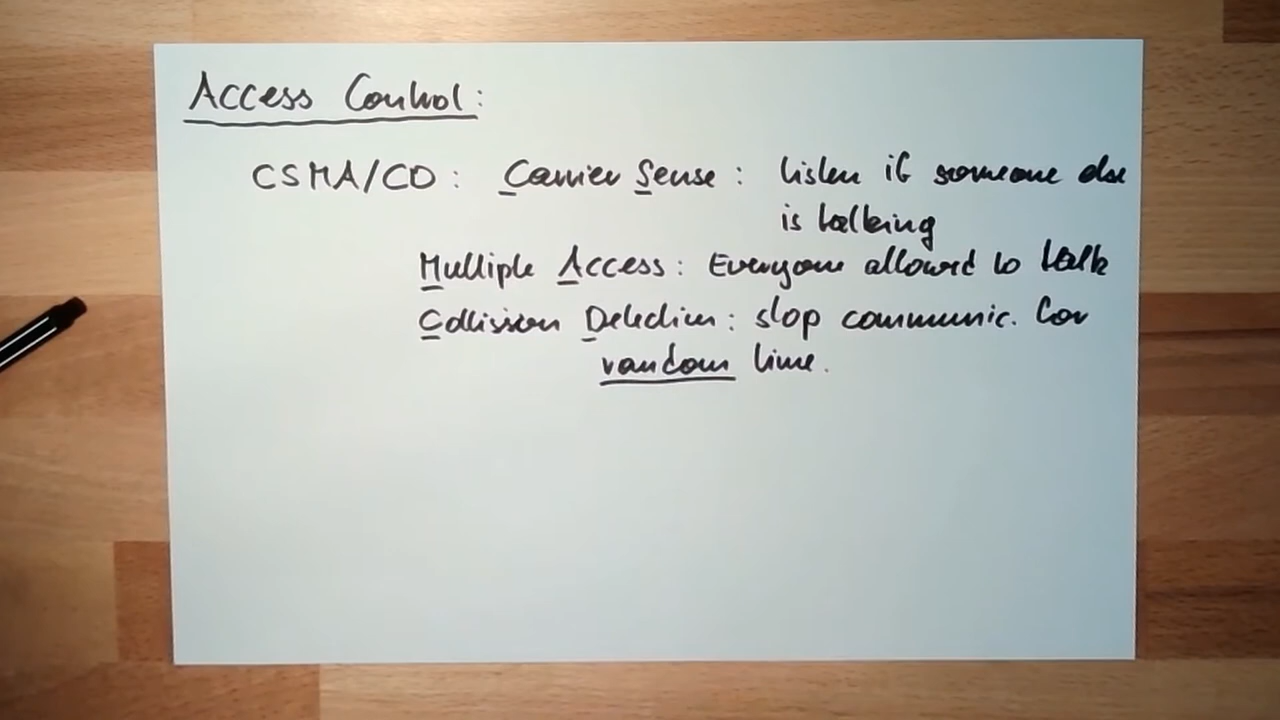 Access Control:
CSMA/CD: Carrier Sense: listen if someone else
is talking
Multiple Access: Everyone allowed to talk
Collision Detection: stop communic. for
random time.